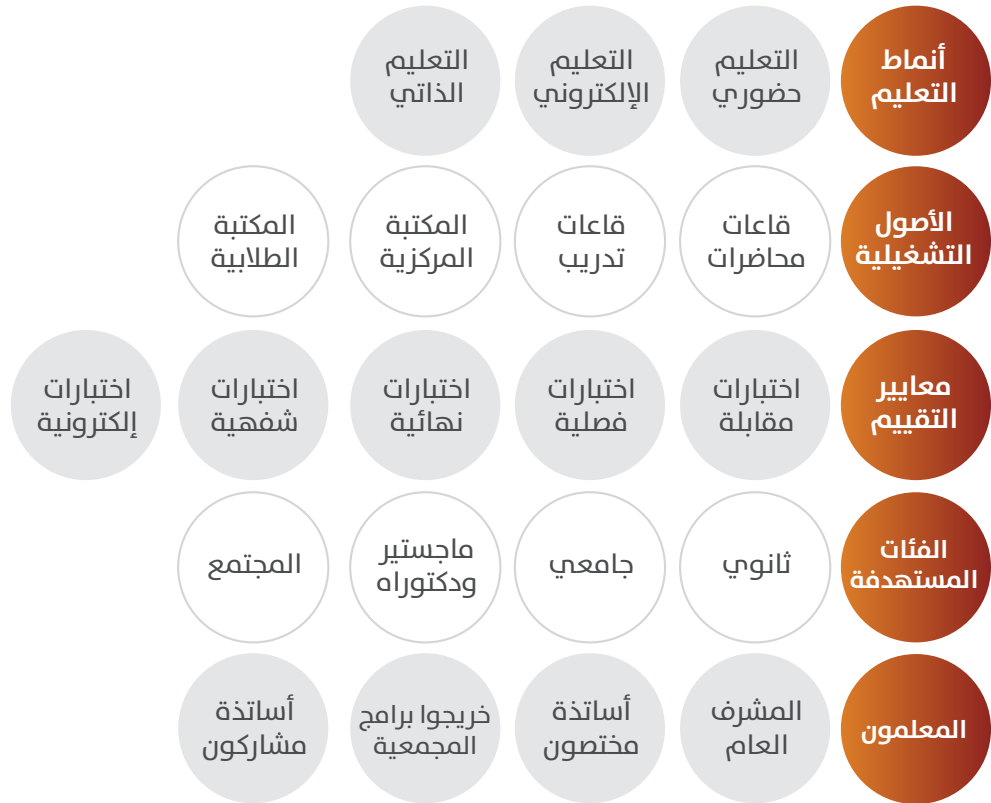 أنماط
التعليم
التعليم
حضوري
التعليم
الإلكتروني
التعليم
الذاتي
الأصول
التشغيلية
قاعات
محاضرات
قاعات
تدريب
المكتبة
المركزية
المكتبة
الطلابية
معايير
التقييم
اختبارات
مقابلة
اختبارات
فصلية
اختبارات
نهائية
اختبارات
شفهية
اختبارات
إلكترونية
الفئات
المستهدفة
ثانوي
جامعي
ماجستير
ودكتوراه
المجتمع
المعلمون
المشرف
العام
أساتذة
مختصون
خريجوا برامج
المجمعية
أساتذة
مشاركون